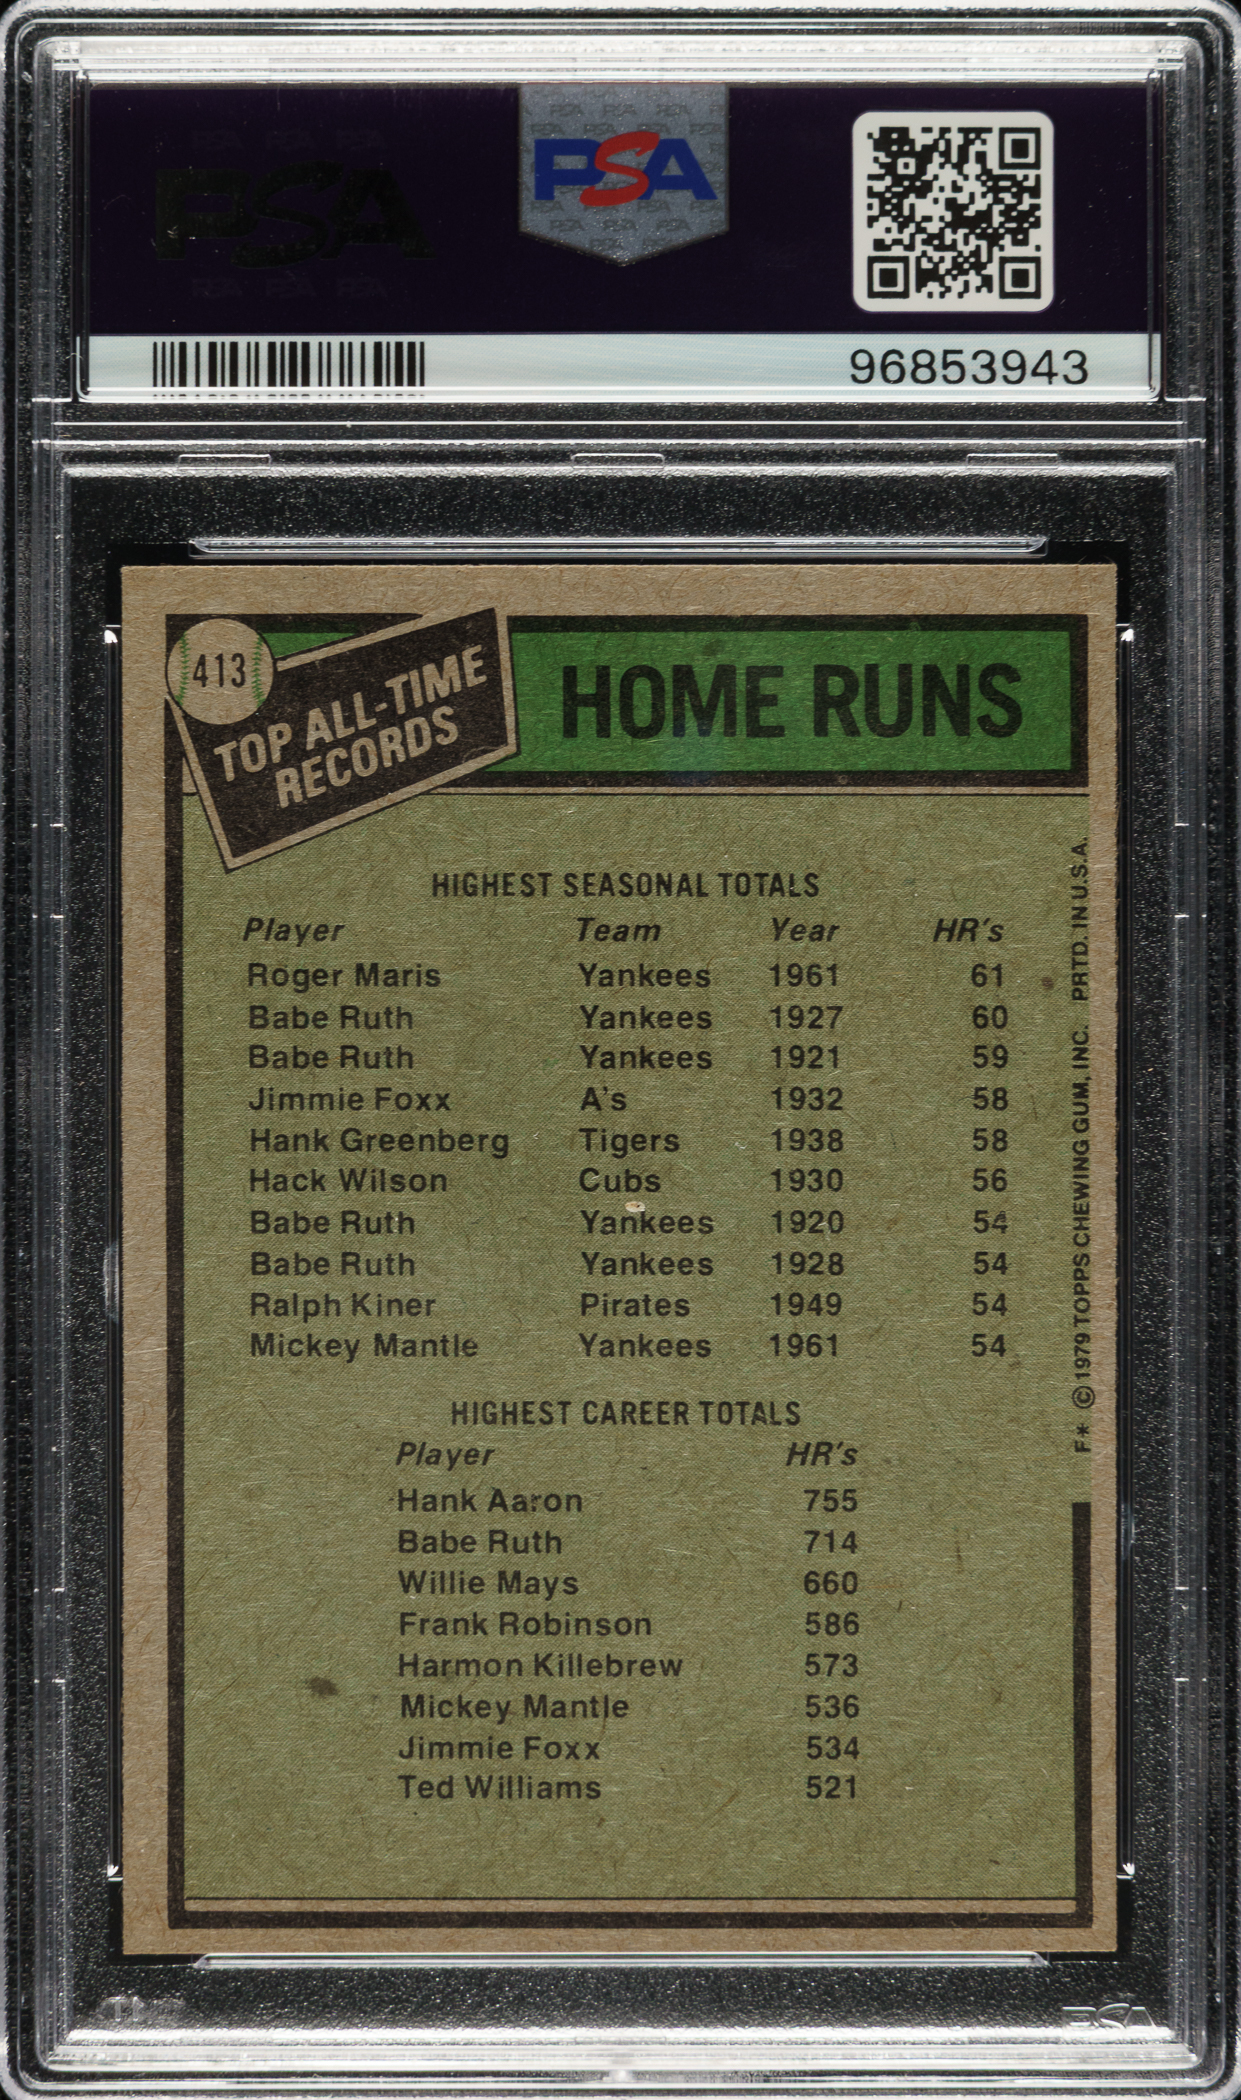 PSA
PSA
96853943
413
TOP ALL-TIME
RECORDS
HOME RUNS
HIGHEST SEASONAL TOTALS
Player Team Year HR's
Roger Maris Yankees 1961 61
Babe Ruth Yankees 1927 60
Babe Ruth Yankees 1921 59
Jimmie Foxx A's 1932 58
Hank Greenberg Tigers 1938 58
Hack Wilson Cubs 1930 56
Babe Ruth Yankees 1920 54
Babe Ruth Yankees 1928 54
Ralph Kiner Pirates 1949 54
Mickey Mantle Yankees 1961 54
HIGHEST CAREER TOTALS
Player HR's
Hank Aaron 755
Babe Ruth 714
Willie Mays 660
Frank Robinson 586
Harmon Killebrew 573
Mickey Mantle 536
Jimmie Foxx 534
Ted Williams 521
F* © 1979 TOPPS CHEWING GUM, INC. PRTD. IN U.S.A.
PSA